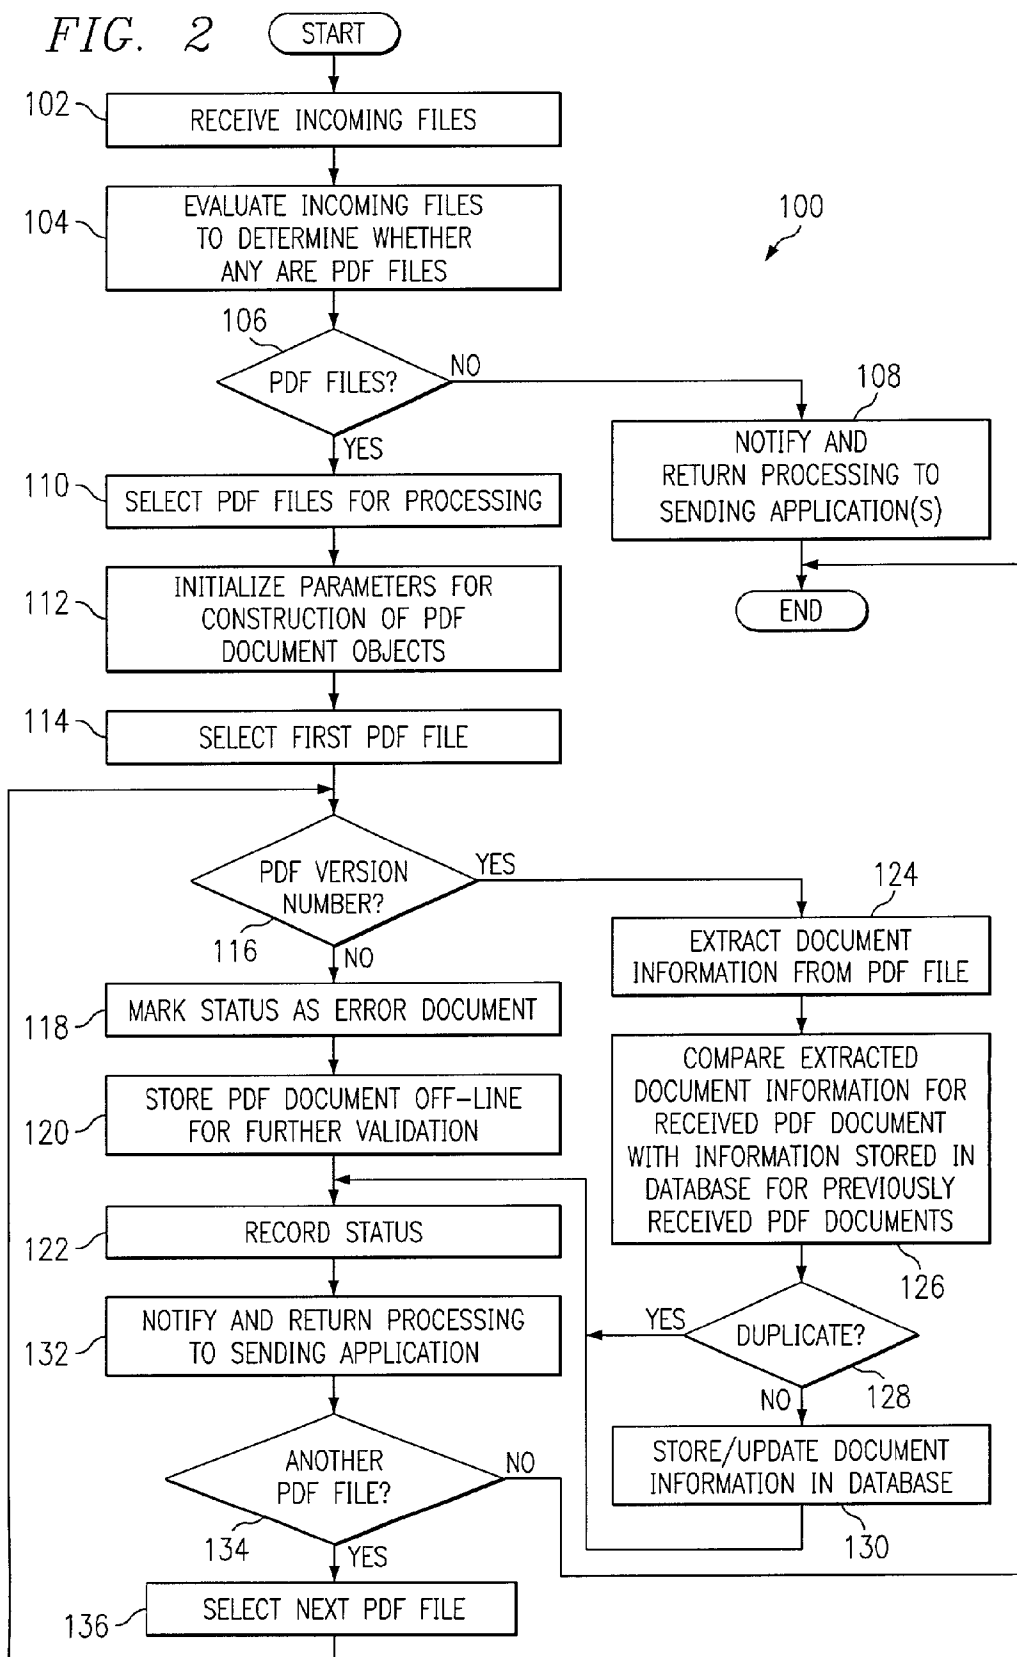 FIG. 2
START
102
RECEIVE INCOMING FILES
104
EVALUATE INCOMING FILES
TO DETERMINE WHETHER
ANY ARE PDF FILES
100
106
PDF FILES?
NO
YES
108
NOTIFY AND
RETURN PROCESSING TO
SENDING APPLICATION(S)
END
110
SELECT PDF FILES FOR PROCESSING
112
INITIALIZE PARAMETERS FOR
CONSTRUCTION OF PDF
DOCUMENT OBJECTS
114
SELECT FIRST PDF FILE
PDF VERSION
NUMBER?
116
YES
NO
118
MARK STATUS AS ERROR DOCUMENT
120
STORE PDF DOCUMENT OFF-LINE
FOR FURTHER VALIDATION
124
EXTRACT DOCUMENT
INFORMATION FROM PDF FILE
COMPARE EXTRACTED
DOCUMENT INFORMATION FOR
RECEIVED PDF DOCUMENT
WITH INFORMATION STORED IN
DATABASE FOR PREVIOUSLY
RECEIVED PDF DOCUMENTS
126
DUPLICATE?
128
YES
NO
STORE/UPDATE DOCUMENT
INFORMATION IN DATABASE
130
122
RECORD STATUS
132
NOTIFY AND RETURN PROCESSING
TO SENDING APPLICATION
ANOTHER
PDF FILE?
134
NO
YES
136
SELECT NEXT PDF FILE